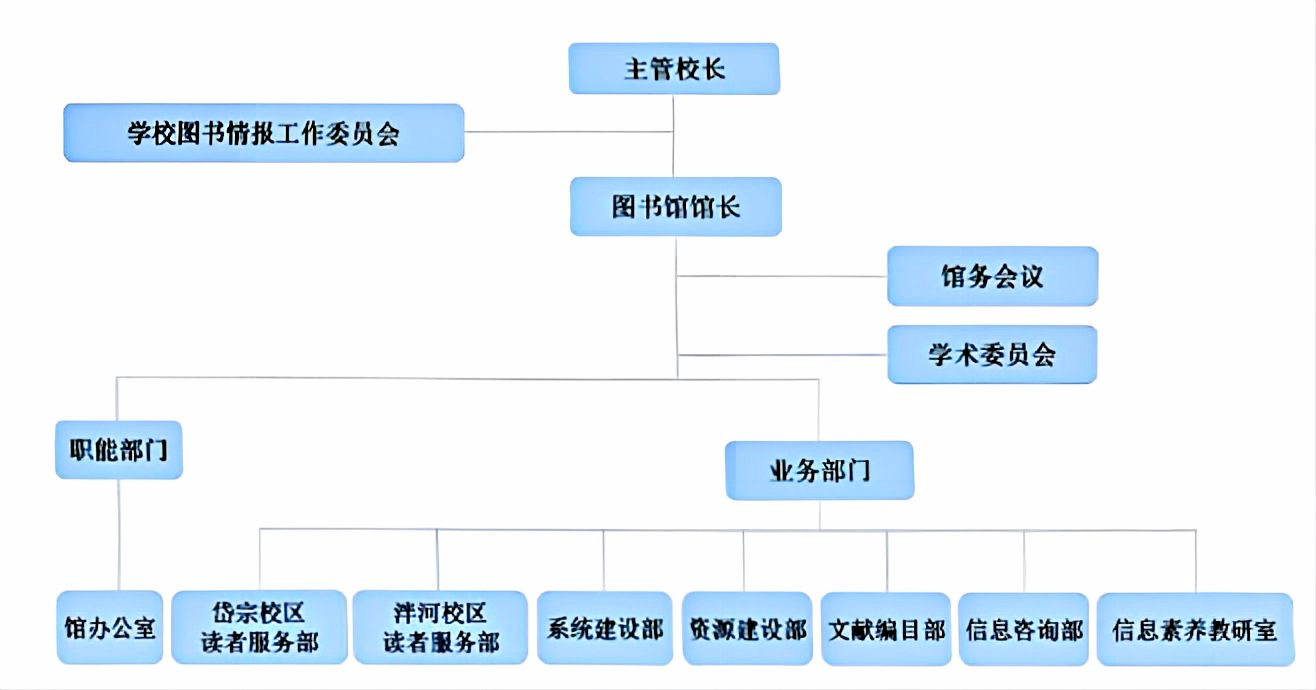 主管校长
学校图书情报工作委员会
图书馆馆长
馆务会议
学术委员会
职能部门
业务部门
馆办公室
岱宗校区
读者服务部
泮河校区
读者服务部
系统建设部
资源建设部
文献编目部
信息咨询部
信息素养教研室